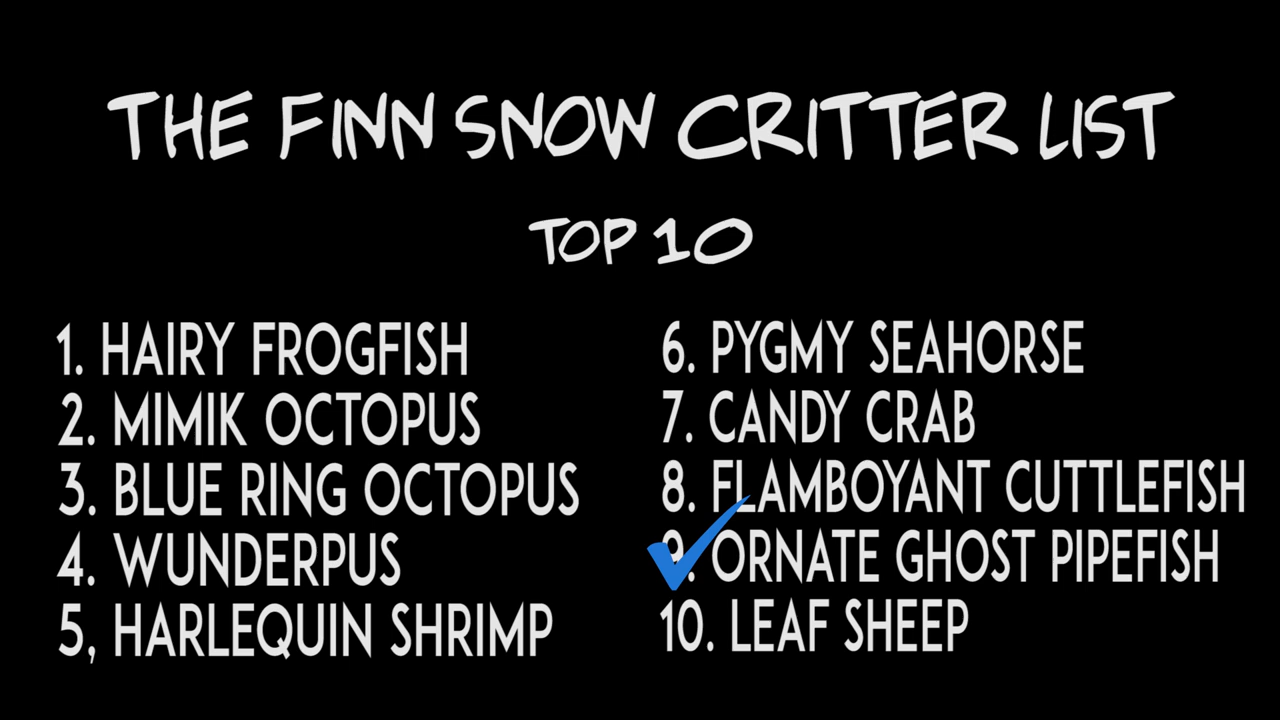 THE FINN SNOW CRITTER LIST
TOP 10
1. HAIRY FROGFISH
2. MIMIK OCTOPUS
3. BLUE RING OCTOPUS
4. WUNDERPUS
5, HARLEQUIN SHRIMP
6. PYGMY SEAHORSE
7. CANDY CRAB
8. FLAMBOYANT CUTTLEFISH
9. ORNATE GHOST PIPEFISH
10. LEAF SHEEP